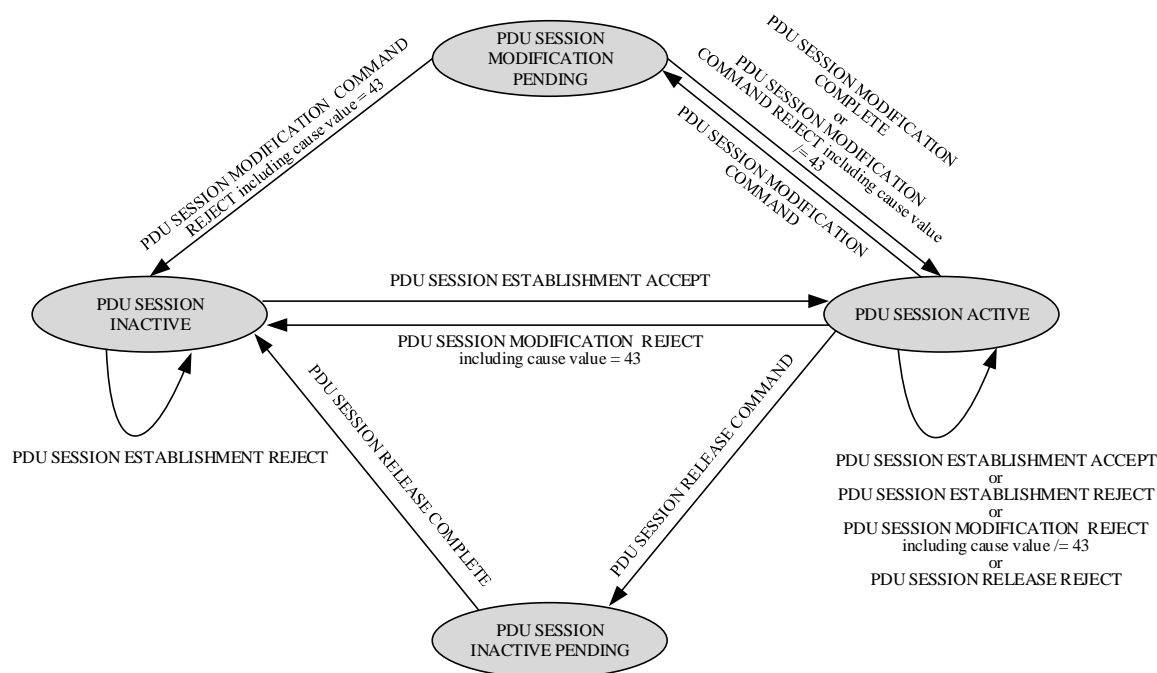 PDU SESSION
MODIFICATION
PENDING
PDU SESSION MODIFICATION COMMAND
REJECT including cause value = 43
PDU SESSION MODIFICATION
COMPLETE
or
PDU SESSION MODIFICATION
COMMAND REJECT including cause value
/= 43
PDU SESSION MODIFICATION
COMMAND
PDU SESSION
INACTIVE
PDU SESSION ESTABLISHMENT ACCEPT
PDU SESSION ACTIVE
PDU SESSION MODIFICATION REJECT
including cause value = 43
PDU SESSION ESTABLISHMENT REJECT
PDU SESSION RELEASE COMPLETE
PDU SESSION RELEASE COMMAND
PDU SESSION ESTABLISHMENT ACCEPT
or
PDU SESSION ESTABLISHMENT REJECT
or
PDU SESSION MODIFICATION REJECT
including cause value /= 43
or
PDU SESSION RELEASE REJECT
PDU SESSION
INACTIVE PENDING